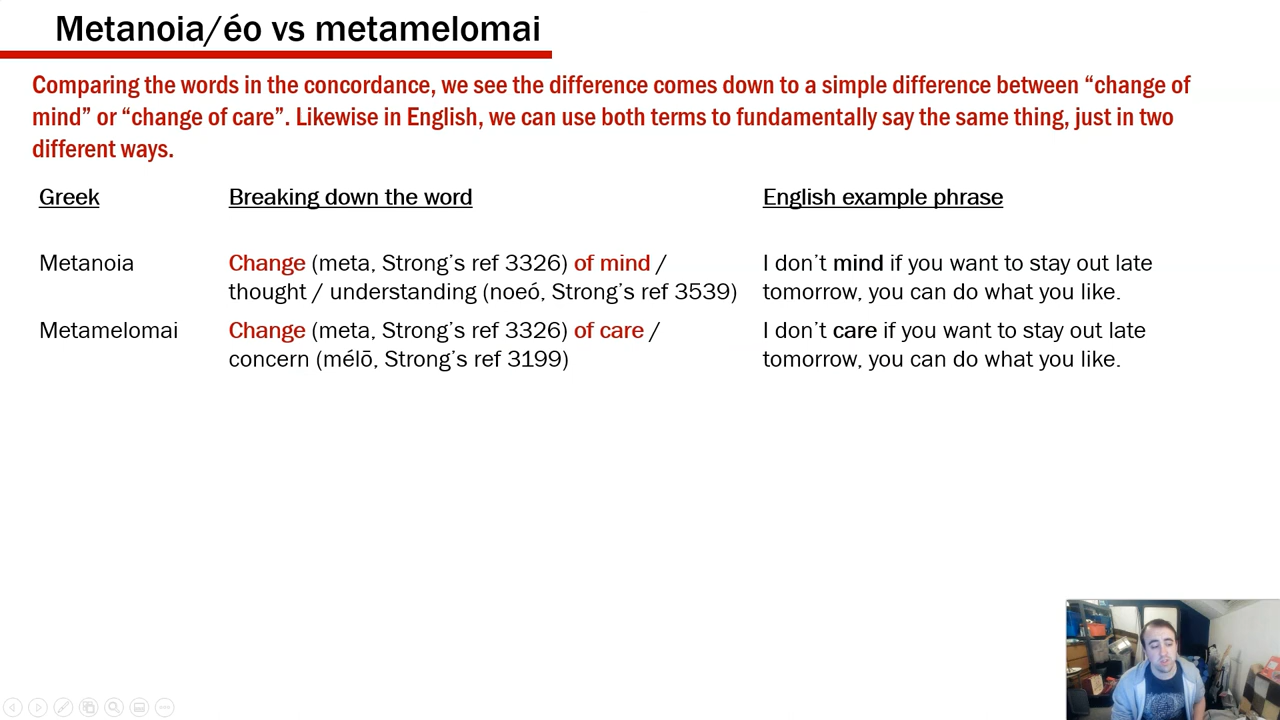 Metanoia/éo vs metamelomai
Comparing the words in the concordance, we see the difference comes down to a simple difference between “change of
mind” or “change of care”. Likewise in English, we can use both terms to fundamentally say the same thing, just in two
different ways.
Greek Breaking down the word English example phrase
Metanoia Change (meta, Strong’s ref 3326) of mind / I don’t mind if you want to stay out late
thought / understanding (noeó, Strong’s ref 3539) tomorrow, you can do what you like.
Metamelomai Change (meta, Strong’s ref 3326) of care / I don’t care if you want to stay out late
concern (mélō, Strong’s ref 3199) tomorrow, you can do what you like.